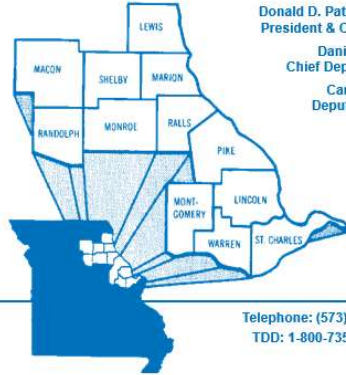 Donald D. Pat
President & C
Dani
Chief Dep
Car
Deput
LEWIS
MACON
SHELBY
MARION
RANDOLPH
MONROE
RALLS
PIKE
MONT-
GOMERY
LINCOLN
WARREN
ST. CHARLES
Telephone: (573)
TDD: 1-800-735